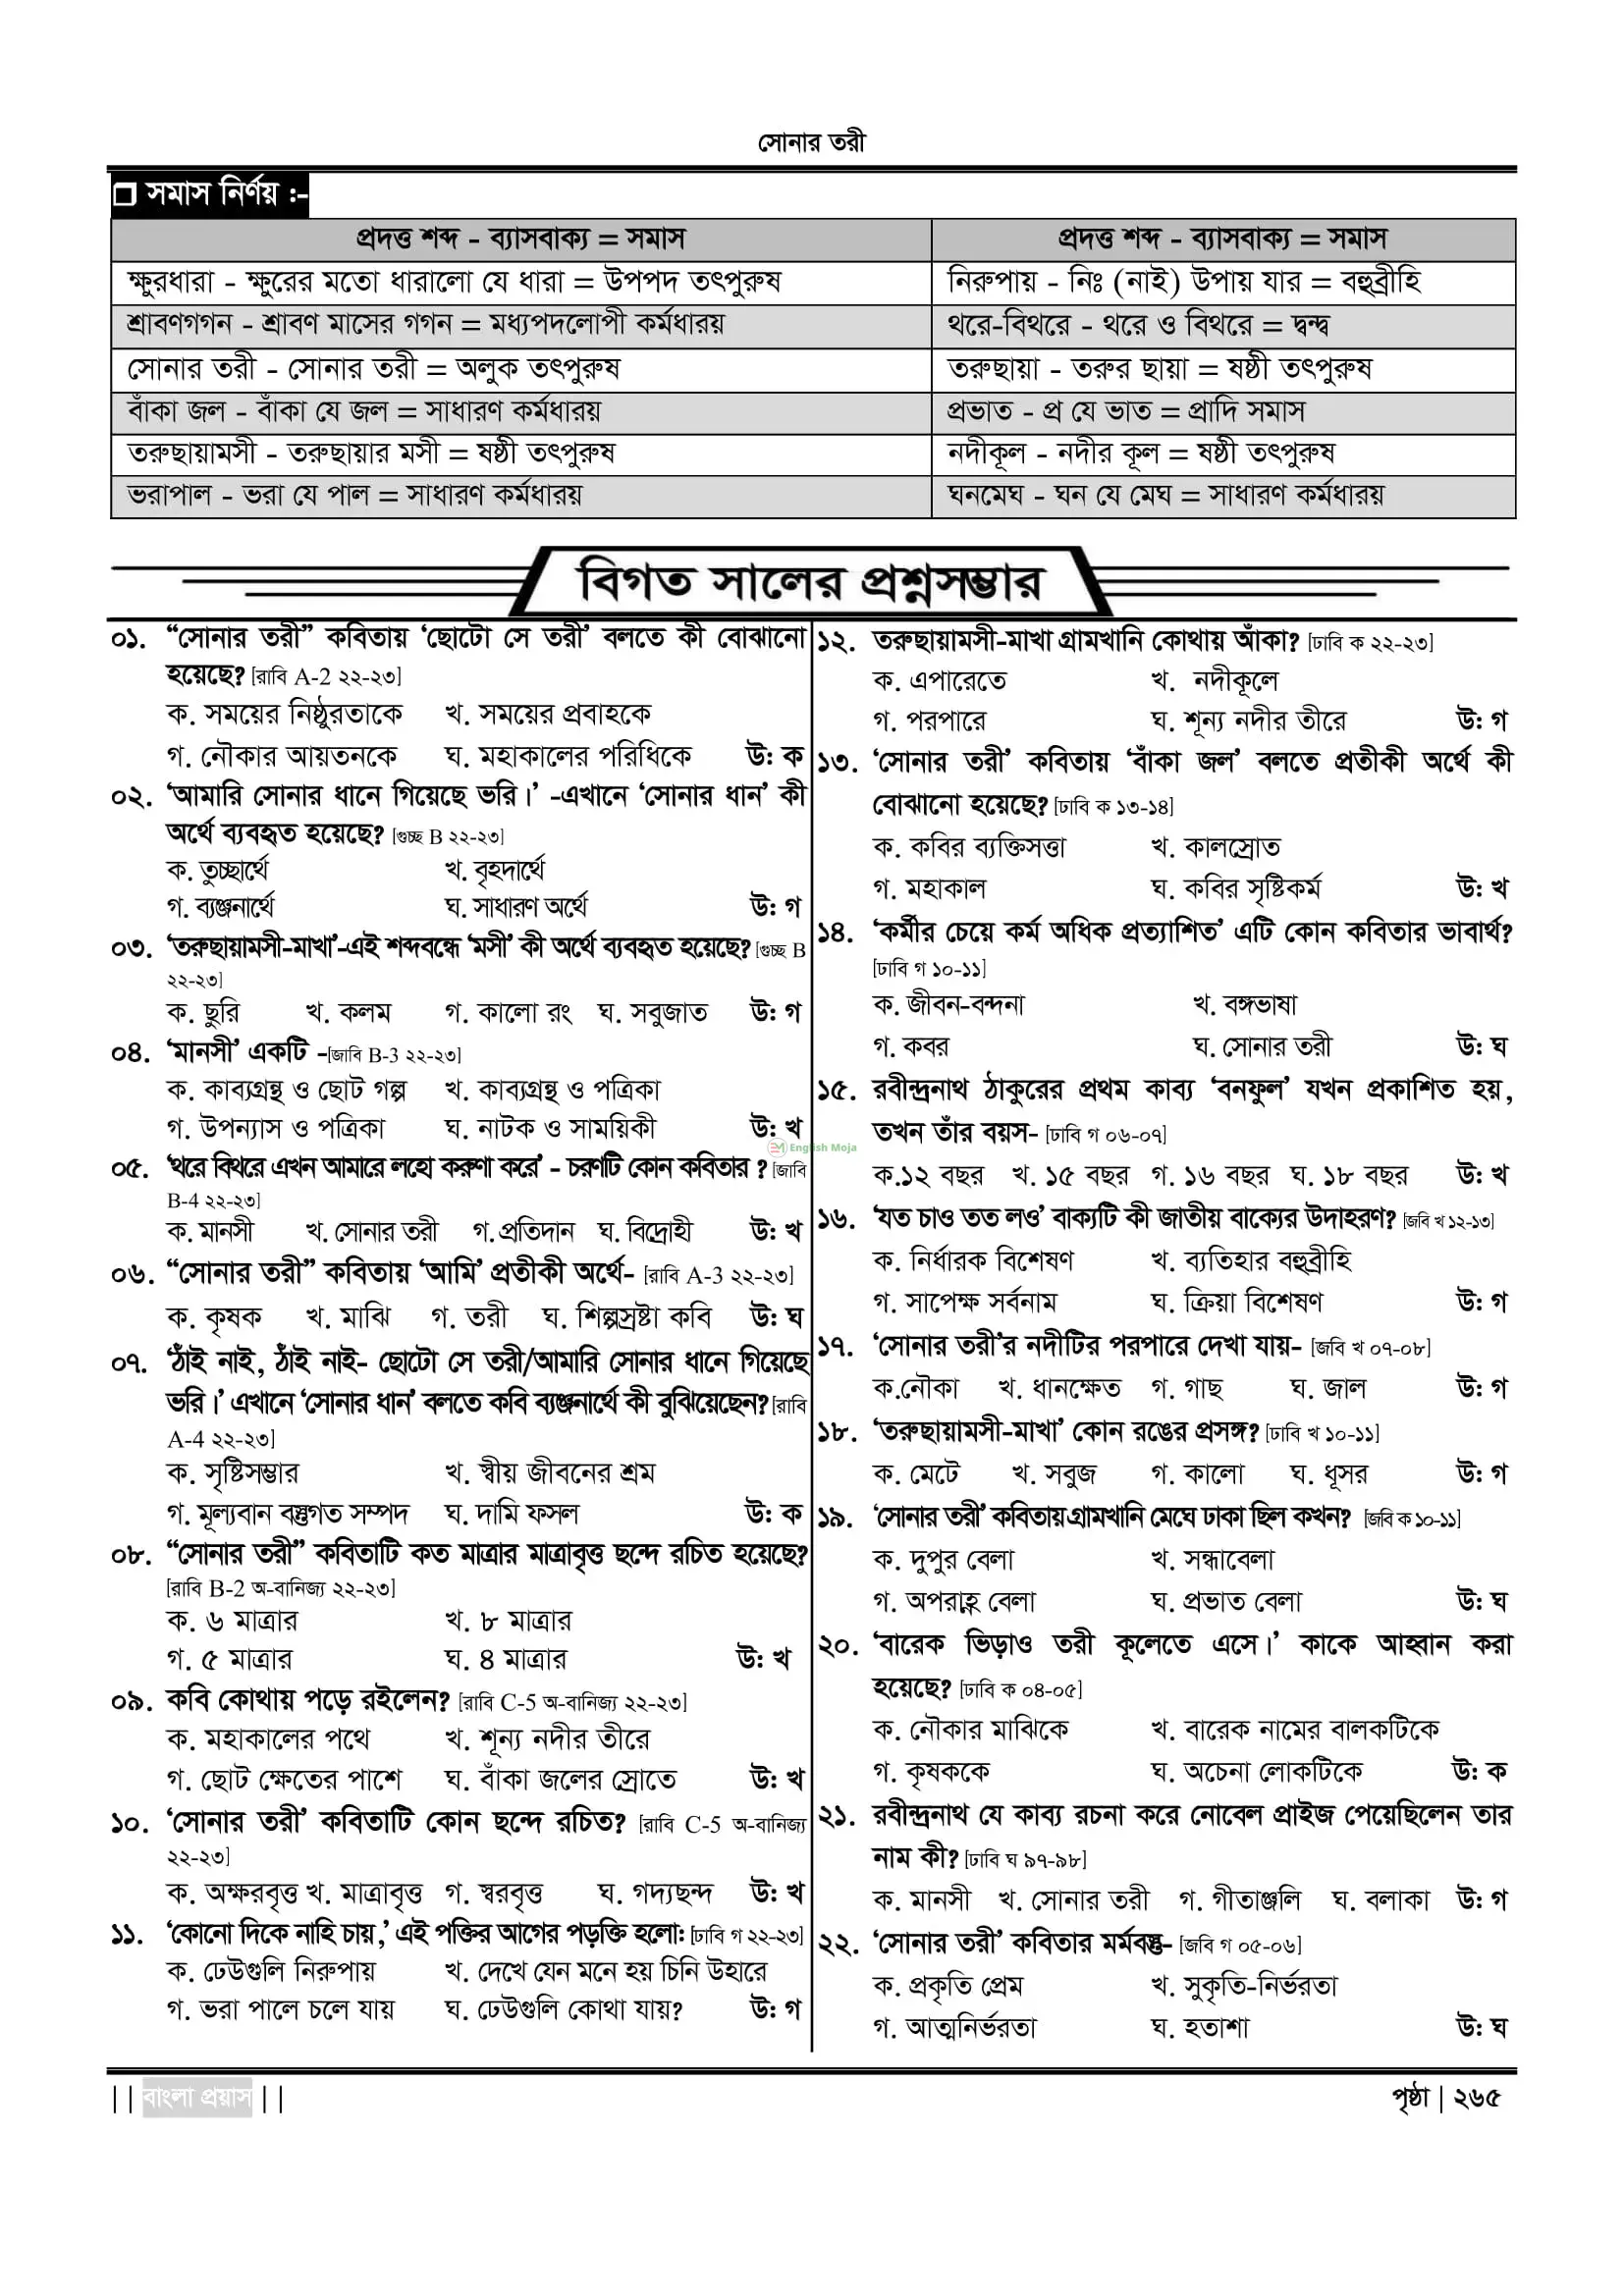 সোনার তরী
❒ সমাস নির্ণয় :-
প্রদত্ত শব্দ - ব্যাসবাক্য = সমাস
প্রদত্ত শব্দ - ব্যাসবাক্য = সমাস
ক্ষুরধারা - ক্ষুরের মতো ধারালো যে ধারা = উপপদ তৎপুরুষ
নিরুপায় - নিঃ (নাই) উপায় যার = বহুব্রীহি
শ্রাবণগগন - শ্রাবণ মাসের গগন = মধ্যপদলোপী কর্মধারয়
থরে-বিথরে - থরে ও বিথরে = দ্বন্দ্ব
সোনার তরী - সোনার তরী = অলুক তৎপুরুষ
তরুছায়া - তরুর ছায়া = ষষ্ঠী তৎপুরুষ
বাঁকা জল - বাঁকা যে জল = সাধারণ কর্মধারয়
প্রভাত - প্র যে ভাত = প্রাদি সমাস
তরুছায়ামসী - তরুছায়ার মসী = ষষ্ঠী তৎপুরুষ
নদীকূল - নদীর কূল = ষষ্ঠী তৎপুরুষ
ভরাপাল - ভরা যে পাল = সাধারণ কর্মধারয়
ঘনমেঘ - ঘন যে মেঘ = সাধারণ কর্মধারয়
বিগত সালের প্রশ্নসম্ভার
০১. “সোনার তরী” কবিতায় ‘ছোটো সে তরী’ বলতে কী বোঝানো
হয়েছে? [রাবি A-2 ২২-২৩]
ক. সময়ের নিষ্ঠুরতাকে খ. সময়ের প্রবাহকে
গ. নৌকার আয়তনকে ঘ. মহাকালের পরিধিকে উ: ক
০২. ‘আমারি সোনার ধানে গিয়েছে ভরি।’ -এখানে ‘সোনার ধান’ কী
অর্থে ব্যবহৃত হয়েছে? [গুচ্ছ B ২২-২৩]
ক. তুচ্ছার্থে খ. বৃহদার্থে
গ. ব্যঞ্জনার্থে ঘ. সাধারণ অর্থে উ: গ
০৩. ‘তরুছায়ামসী-মাখা’-এই শব্দবন্ধে ‘মসী’ কী অর্থে ব্যবহৃত হয়েছে? [গুচ্ছ B
২২-২৩]
ক. ছুরি খ. কলম গ. কালো রং ঘ. সবুজাত উ: গ
০৪. ‘মানসী’ একটি -[জাবি B-3 ২২-২৩]
ক. কাব্যগ্রন্থ ও ছোট গল্প খ. কাব্যগ্রন্থ ও পত্রিকা
গ. উপন্যাস ও পত্রিকা ঘ. নাটক ও সাময়িকী উ: খ
০৫. ‘থরে বিথরে এখন আমারে লহো করুণা করে’ - চরণটি কোন কবিতার ? [জাবি
B-4 ২২-২৩]
ক. মানসী খ. সোনার তরী গ. প্রতিদান ঘ. বিদ্রোহী উ: খ
০৬. “সোনার তরী” কবিতায় ‘আমি’ প্রতীকী অর্থে- [রাবি A-3 ২২-২৩]
ক. কৃষক খ. মাঝি গ. তরী ঘ. শিল্পস্রষ্টা কবি উ: ঘ
০৭. ‘ঠাঁই নাই, ঠাঁই নাই- ছোটো সে তরী/আমারি সোনার ধানে গিয়েছে
ভরি।’ এখানে ‘সোনার ধান’ বলতে কবি ব্যঞ্জনার্থে কী বুঝিয়েছেন? [রাবি
A-4 ২২-২৩]
ক. সৃষ্টিসম্ভার খ. স্বীয় জীবনের শ্রম
গ. মূল্যবান বস্তুগত সম্পদ ঘ. দামি ফসল উ: ক
০৮. “সোনার তরী” কবিতাটি কত মাত্রার মাত্রাবৃত্ত ছন্দে রচিত হয়েছে?
[রাবি B-2 অ-বানিজ্য ২২-২৩]
ক. ৬ মাত্রার খ. ৮ মাত্রার
গ. ৫ মাত্রার ঘ. ৪ মাত্রার উ: খ
০৯. কবি কোথায় পড়ে রইলেন? [রাবি C-5 অ-বানিজ্য ২২-২৩]
ক. মহাকালের পথে খ. শূন্য নদীর তীরে
গ. ছোট ক্ষেতের পাশে ঘ. বাঁকা জলের স্রোতে উ: খ
১০. ‘সোনার তরী’ কবিতাটি কোন ছন্দে রচিত? [রাবি C-5 অ-বানিজ্য
২২-২৩]
ক. অক্ষরবৃত্ত খ. মাত্রাবৃত্ত গ. স্বরবৃত্ত ঘ. গদ্যছন্দ উ: খ
১১. ‘কোনো দিকে নাহি চায়,’ এই পক্তির আগের পড়ক্তি হলো: [ঢাবি গ ২২-২৩]
ক. ঢেউগুলি নিরুপায় খ. দেখে যেন মনে হয় চিনি উহারে
গ. ভরা পালে চলে যায় ঘ. ঢেউগুলি কোথা যায়? উ: গ
১২. তরুছায়ামসী-মাখা গ্রামখানি কোথায় আঁকা? [ঢাবি ক ২২-২৩]
ক. এপারেতে খ. নদীকূলে
গ. পরপারে ঘ. শূন্য নদীর তীরে উ: গ
১৩. ‘সোনার তরী’ কবিতায় ‘বাঁকা জল’ বলতে প্রতীকী অর্থে কী
বোঝানো হয়েছে? [ঢাবি ক ১৩-১৪]
ক. কবির ব্যক্তিসত্তা খ. কালস্রোত
গ. মহাকাল ঘ. কবির সৃষ্টিকর্ম উ: খ
১৪. ‘কর্মীর চেয়ে কর্ম অধিক প্রত্যাশিত’ এটি কোন কবিতার ভাবার্থ?
[ঢাবি গ ১০-১১]
ক. জীবন-বন্দনা খ. বঙ্গভাষা
গ. কবর ঘ. সোনার তরী উ: ঘ
১৫. রবীন্দ্রনাথ ঠাকুরের প্রথম কাব্য ‘বনফুল’ যখন প্রকাশিত হয়,
তখন তাঁর বয়স- [ঢাবি গ ০৬-০৭]
ক.১২ বছর খ. ১৫ বছর গ. ১৬ বছর ঘ. ১৮ বছর উ: খ
১৬. ‘যত চাও তত লও’ বাক্যটি কী জাতীয় বাক্যের উদাহরণ? [জবি খ ১২-১৩]
ক. নির্ধারক বিশেষণ খ. ব্যতিহার বহুব্রীহি
গ. সাপেক্ষ সর্বনাম ঘ. ক্রিয়া বিশেষণ উ: গ
১৭. ‘সোনার তরী’র নদীটির পরপারে দেখা যায়- [জবি খ ০৭-০৮]
ক.নৌকা খ. ধানক্ষেত গ. গাছ ঘ. জাল উ: গ
১৮. ‘তরুছায়ামসী-মাখা’ কোন রঙের প্রসঙ্গ? [ঢাবি খ ১০-১১]
ক. মেটে খ. সবুজ গ. কালো ঘ. ধূসর উ: গ
১৯. ‘সোনার তরী’ কবিতায় গ্রামখানি মেঘে ঢাকা ছিল কখন? [জবি ক ১০-১১]
ক. দুপুর বেলা খ. সন্ধাবেলা
গ. অপরাহ্ণ বেলা ঘ. প্রভাত বেলা উ: ঘ
২০. ‘বারেক ভিড়াও তরী কূলেতে এসে।’ কাকে আহ্বান করা
হয়েছে? [ঢাবি ক ০৪-০৫]
ক. নৌকার মাঝিকে খ. বারেক নামের বালকটিকে
গ. কৃষককে ঘ. অচেনা লোকটিকে উ: ক
২১. রবীন্দ্রনাথ যে কাব্য রচনা করে নোবেল প্রাইজ পেয়েছিলেন তার
নাম কী? [ঢাবি ঘ ৯৭-৯৮]
ক. মানসী খ. সোনার তরী গ. গীতাঞ্জলি ঘ. বলাকা উ: গ
২২. ‘সোনার তরী’ কবিতার মর্মবস্তু- [জবি গ ০৫-০৬]
ক. প্রকৃতি প্রেম খ. সুকৃতি-নির্ভরতা
গ. আত্মনির্ভরতা ঘ. হতাশা উ: ঘ
English Moja
|| বাংলা প্রয়াস ||
পৃষ্ঠা | ২৬৫